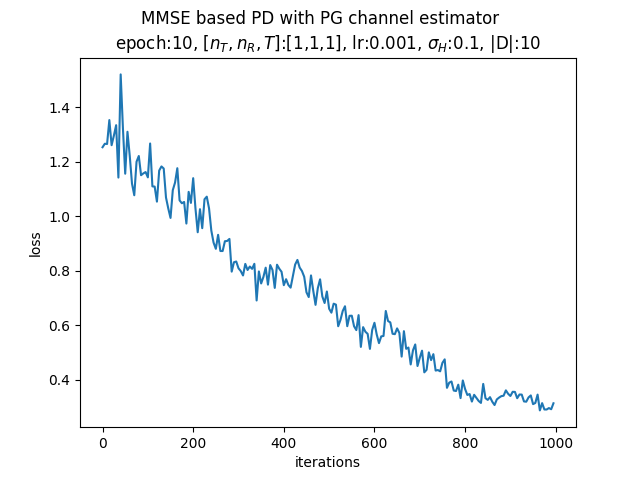 MMSE based PD with PG channel estimator
epoch:10, [n_T, n_R, T]:[1,1,1], lr:0.001, σ_H:0.1, |D|:10
1.4
1.2
1.0
0.8
0.6
0.4
loss
0 200 400 600 800 1000
iterations